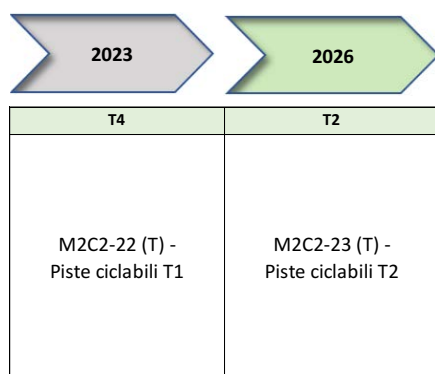 2023
2026
T4
T2
M2C2-22 (T) -
Piste ciclabili T1
M2C2-23 (T) -
Piste ciclabili T2